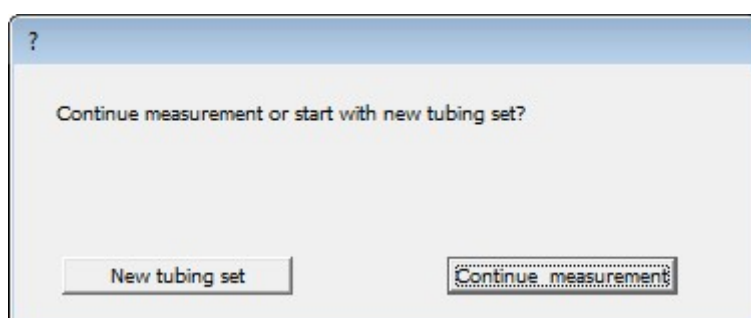 ?
Continue measurement or start with new tubing set?
New tubing set
Continue measurement